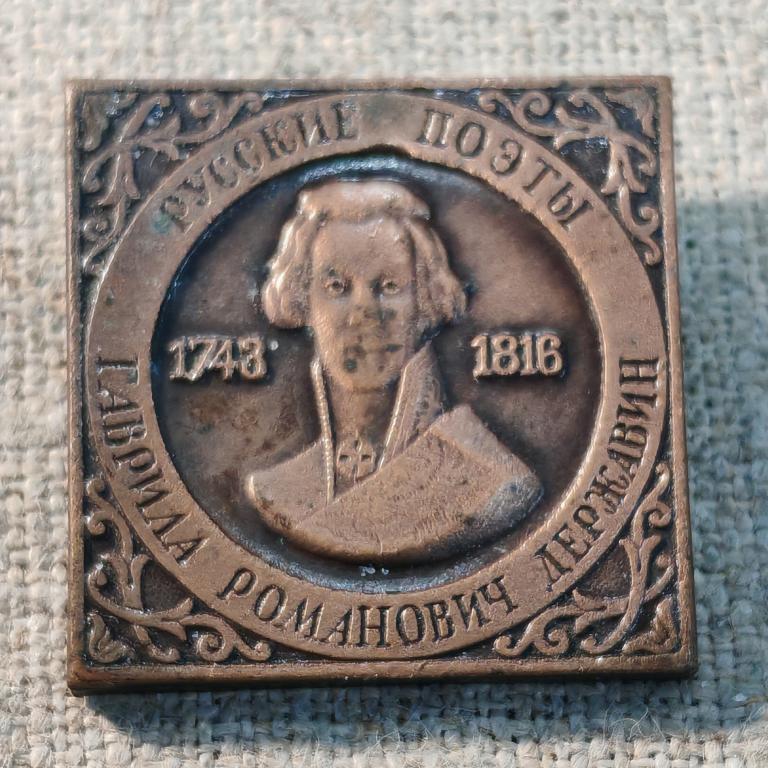 РУССКИЕ ПОЭТЫ
1743 1816
ГАВРИЛА РОМАНОВИЧ ДЕРЖАВИН